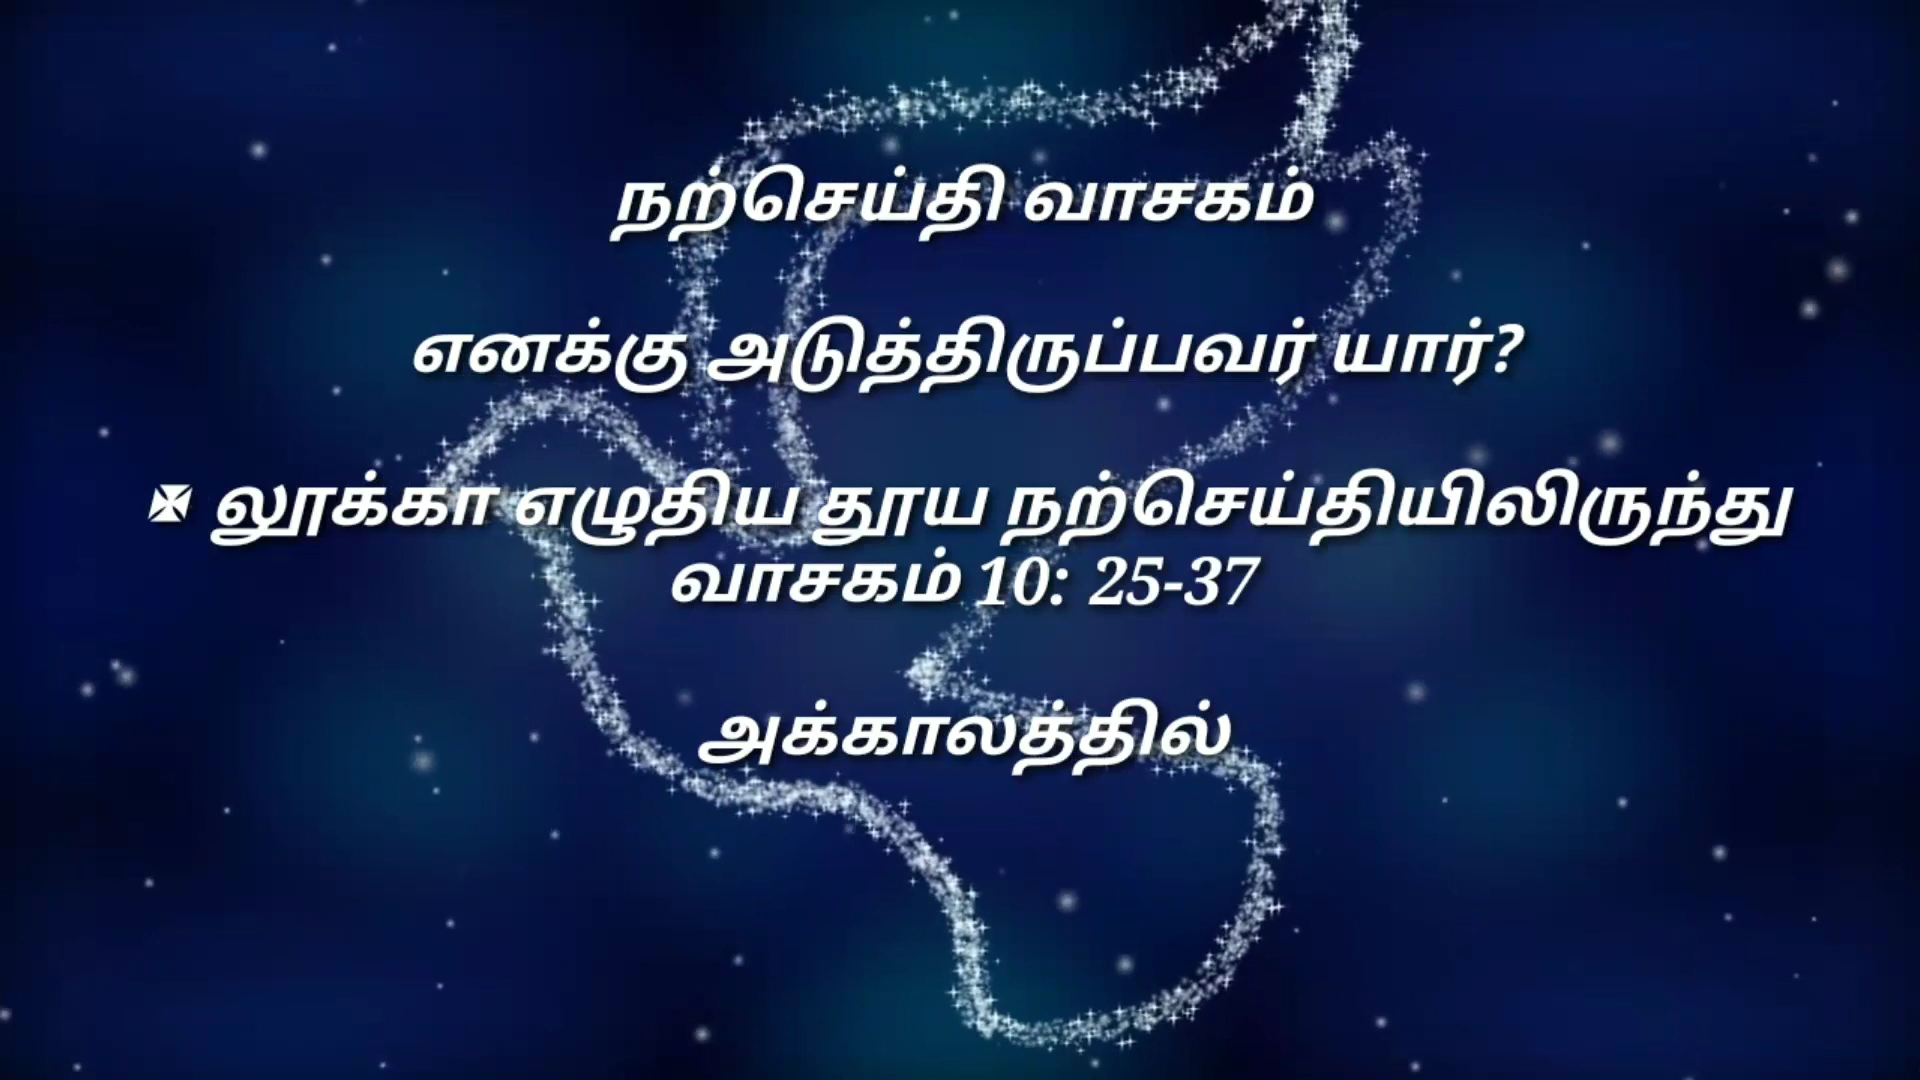 நற்செய்தி வாசகம்
எனக்கு அடுத்திருப்பவர் யார்?
✠ லூக்கா எழுதிய தூய நற்செய்தியிலிருந்து
வாசகம் 10: 25-37
அக்காலத்தில்